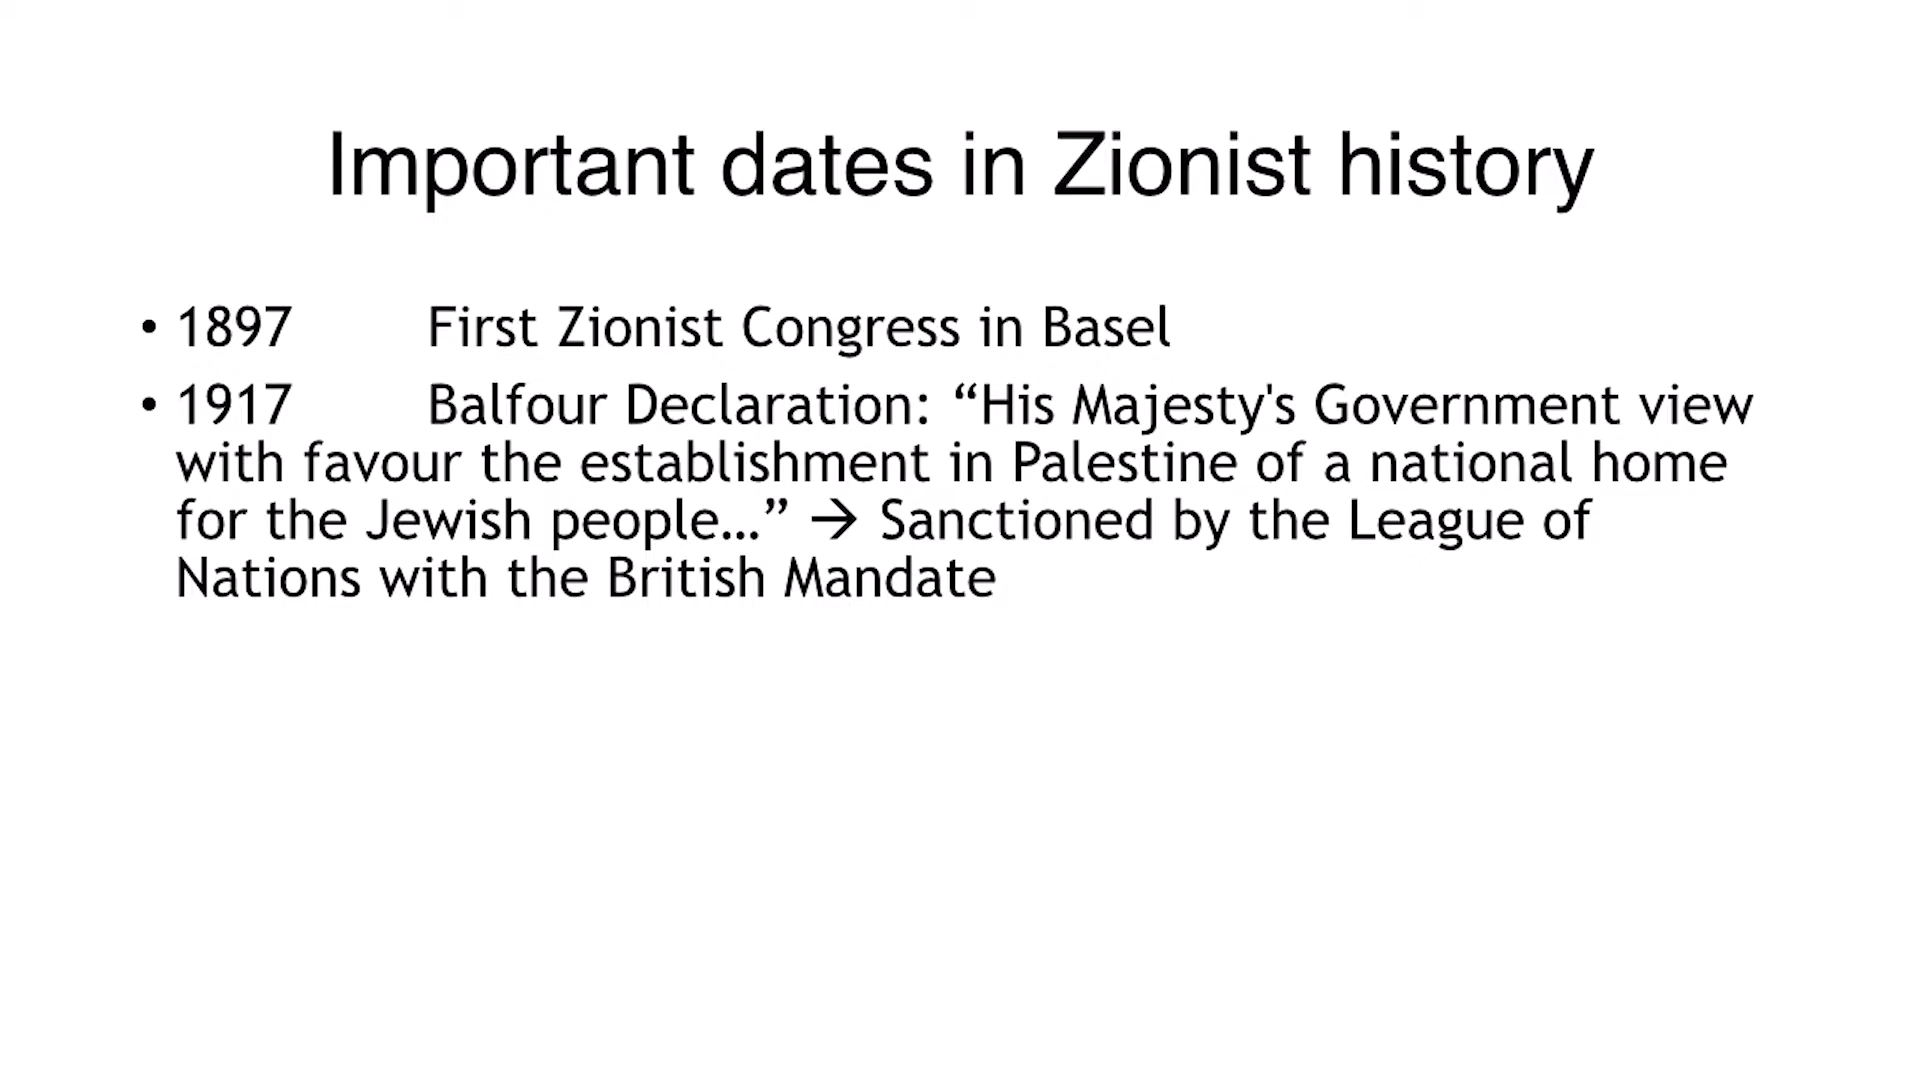 Important dates in Zionist history
• 1897 First Zionist Congress in Basel
• 1917 Balfour Declaration: “His Majesty's Government view
with favour the establishment in Palestine of a national home
for the Jewish people…” → Sanctioned by the League of
Nations with the British Mandate